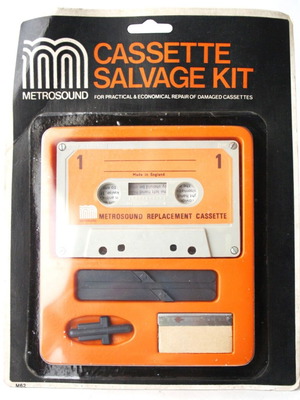 CASSETTE
SALVAGE KIT
METROSOUND
FOR PRACTICAL & ECONOMICAL REPAIR OF DAMAGED CASSETTES
1 1
Made in England
METROSOUND REPLACEMENT CASSETTE